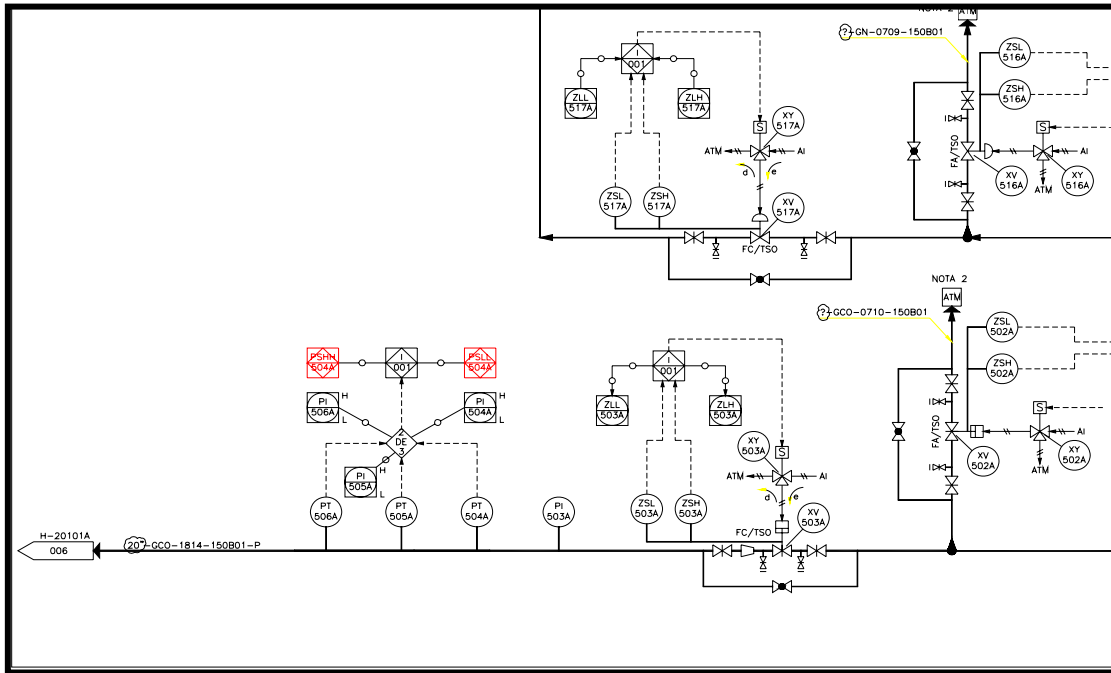 NOTA 2
ATM
?-GN-0709-150B01
ZSL
516A
ZSH
516A
I
001
ZLL
517A
ZLH
517A
XY
517A
S
ATM
AI
d
e
ZSL
517A
ZSH
517A
XV
517A
FC/TSO
FA/TSO
I
I
XV
516A
S
AI
XY
516A
ATM
NOTA 2
ATM
?-GCO-0710-150B01
ZSL
502A
ZSH
502A
PSHH
504A
I
001
PSLL
504A
PI
506A
H
L
PI
504A
H
L
2
DE
3
PI
505A
H
L
I
001
ZLL
503A
ZLH
503A
XY
503A
S
ATM
AI
d
e
FA/TSO
I
I
XV
502A
S
AI
XY
502A
ATM
PT
506A
PT
505A
PT
504A
PI
503A
ZSL
503A
ZSH
503A
XV
503A
FC/TSO
H-20101A
006
20"-GCO-1814-150B01-P